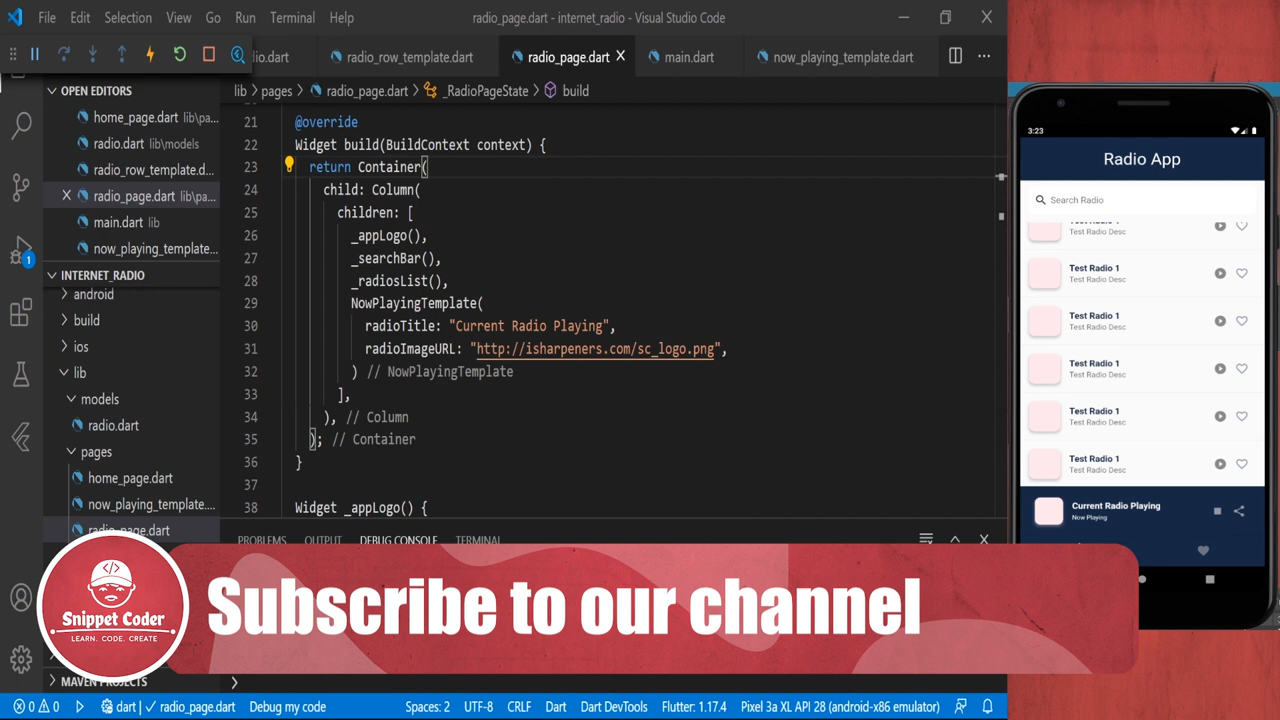 File Edit Selection View Go Run Terminal Help
radio_page.dart - internet_radio - Visual Studio Code
radio_row_template.dart
radio_page.dart
main.dart
now_playing_template.dart
lib > pages > radio_page.dart > _RadioPageState > build
OPEN EDITORS
home_page.dart lib\pa...
radio.dart lib\models
radio_row_template.d...
radio_page.dart lib\pa...
main.dart lib
now_playing_template...
INTERNET_RADIO
android
build
ios
lib
models
radio.dart
pages
home_page.dart
now_playing_template....
radio_page.dart
21 @override
22 Widget build(BuildContext context) {
23 return Container(
24 child: Column(
25 children: [
26 _appLogo(),
27 _searchBar(),
28 _radiosList(),
29 NowPlayingTemplate(
30 radioTitle: "Current Radio Playing",
31 radioImageURL: "http://isharpeners.com/sc_logo.png",
32 ) // NowPlayingTemplate
33 ],
34 ), // Column
35 ); // Container
36 }
37
38 Widget _appLogo() {
PROBLEMS OUTPUT DEBUG CONSOLE TERMINAL
1
3:23
Radio App
Search Radio
Test Radio Desc
Test Radio 1
Test Radio Desc
Test Radio 1
Test Radio Desc
Test Radio 1
Test Radio Desc
Test Radio 1
Test Radio Desc
Test Radio 1
Test Radio Desc
Current Radio Playing
Now Playing
Snippet Coder
LEARN. CODE. CREATE
Subscribe to our channel
MAVEN PROJECTS
0 0 dart | radio_page.dart Debug my code Spaces: 2 UTF-8 CRLF Dart Dart DevTools Flutter: 1.17.4 Pixel 3a XL API 28 (android-x86 emulator)